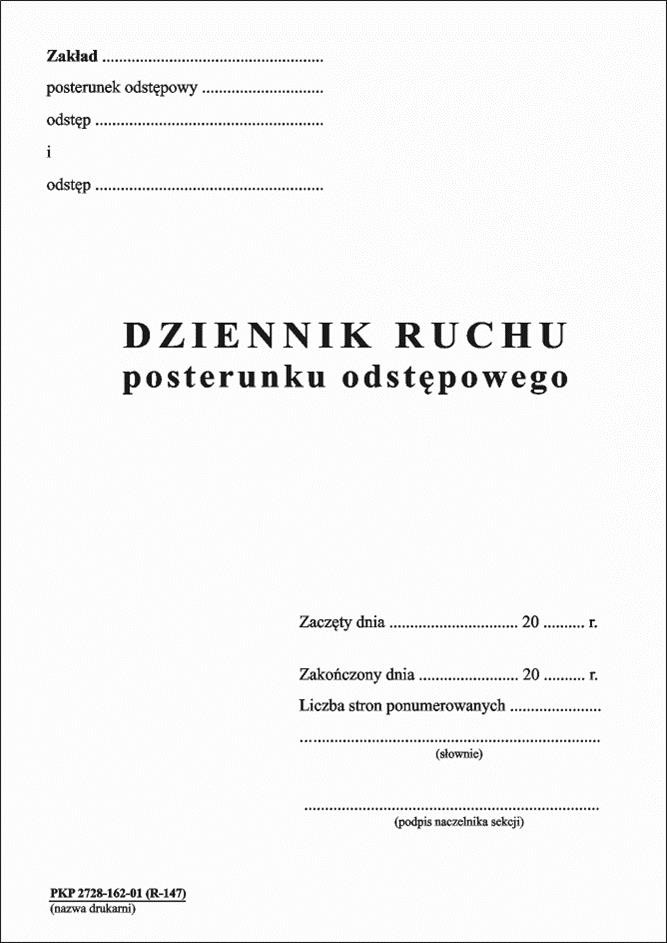 Zakład .....................................................
posterunek odstępowy .............................
odstęp .......................................................
i
odstęp .......................................................
DZIENNIK RUCHU
posterunku odstępowego
Zaczęty dnia ............................... 20 .......... r.
Zakończony dnia ........................ 20 .......... r.
Liczba stron ponumerowanych ......................
........................................................................
(słownie)
.......................................................................
(podpis naczelnika sekcji)
PKP 2728-162-01 (R-147)
(nazwa drukarni)